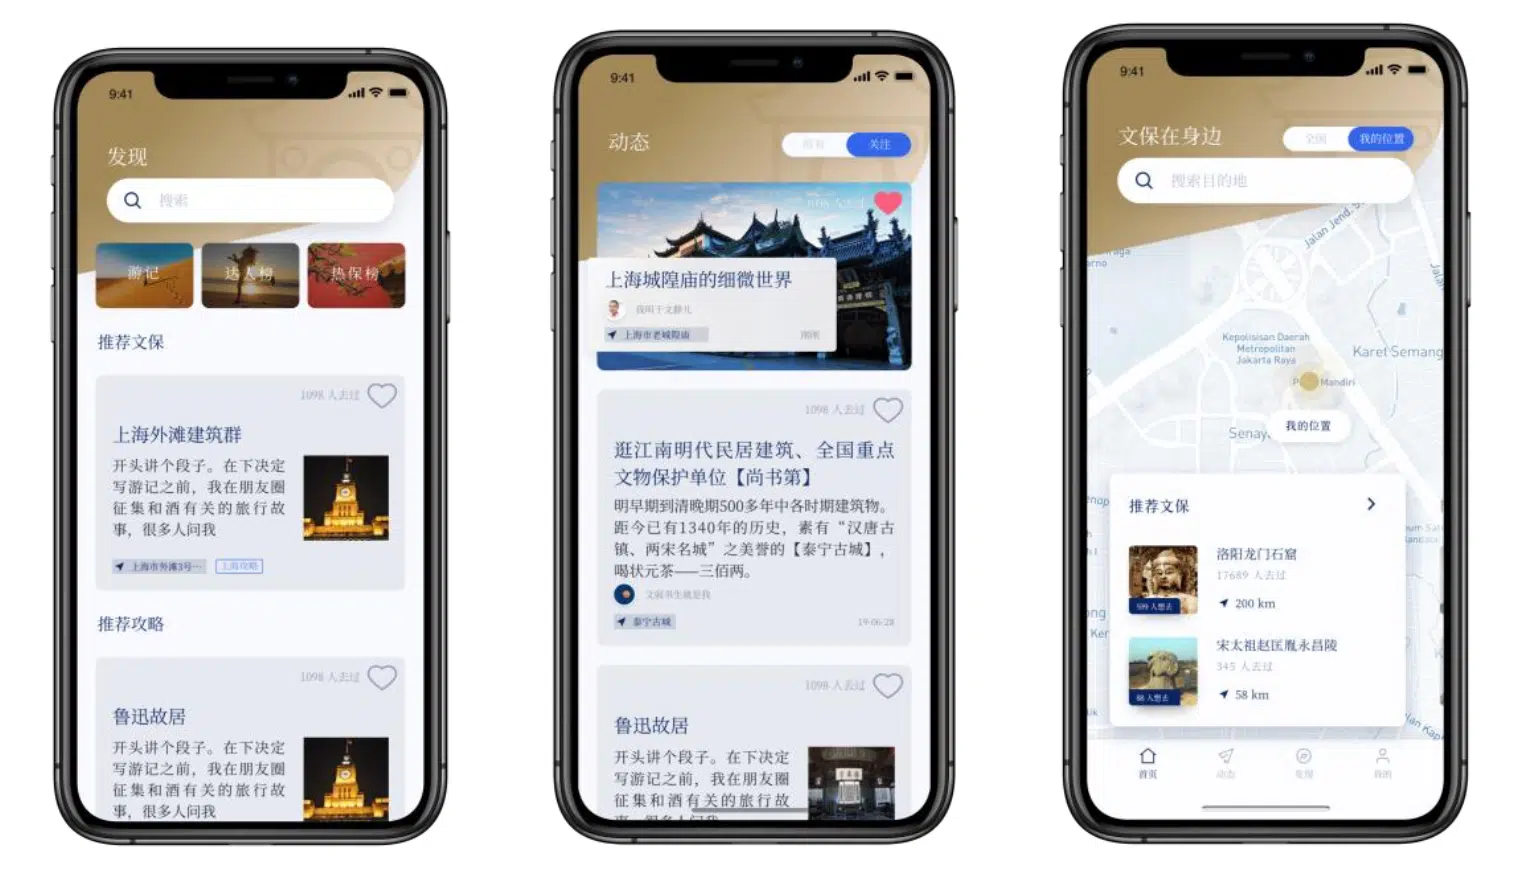 9:41
发现
搜索
游记
达人榜
热保榜
推荐文保
1098 人去过
上海外滩建筑群
开头讲个段子。在下决定
写游记之前，我在朋友圈
征集和酒有关的旅行故
事，很多人问我
上海市外滩3号…
上海攻略
推荐攻略
1098 人去过
鲁迅故居
开头讲个段子。在下决定
写游记之前，我在朋友圈
征集和酒有关的旅行故
事，很多人问我
9:41
动态
关注
1098 人去过
上海城隍庙的细微世界
上海市老城隍庙
刚刚
1098 人去过
逛江南明代民居建筑、全国重点
文物保护单位【尚书第】
明早期到清晚期500多年中各时期建筑物。
距今已有1340年的历史，素有“汉唐古
镇、两宋名城”之美誉的【泰宁古城】，
喝状元茶——三佰两。
泰宁古城
19-06-28
1098 人去过
鲁迅故居
开头讲个段子。在下决定
写游记之前，我在朋友圈
征集和酒有关的旅行故
9:41
文保在身边
全国
我的位置
搜索目的地
Jalan Jend. S
Kepolisian Daerah
Metropolitan
Jakarta Raya
Karet Semang
Mandiri
Senay
我的位置
推荐文保
洛阳龙门石窟
17689 人去过
599 人想去
200 km
宋太祖赵匡胤永昌陵
345 人去过
68 人想去
58 km
首页
动态
发现
我的